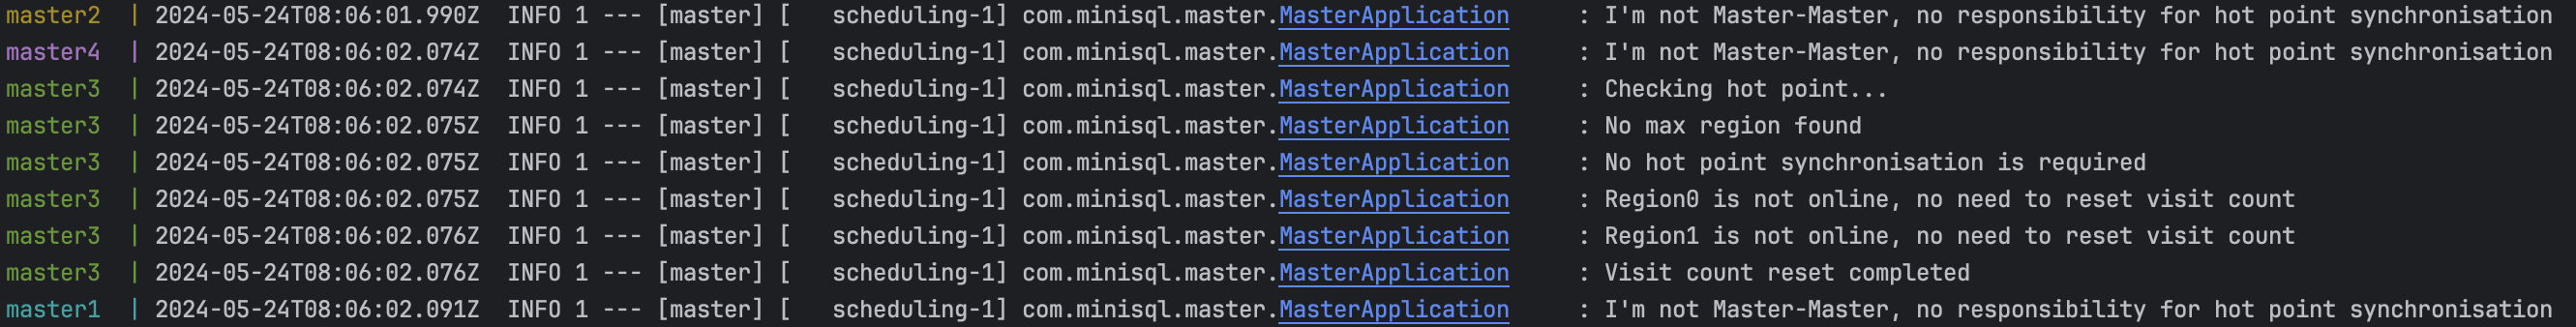 master2  | 2024-05-24T08:06:01.990Z  INFO 1 --- [master] [   scheduling-1] com.minisql.master.MasterApplication     : I'm not Master-Master, no responsibility for hot point synchronisation
master4  | 2024-05-24T08:06:02.074Z  INFO 1 --- [master] [   scheduling-1] com.minisql.master.MasterApplication     : I'm not Master-Master, no responsibility for hot point synchronisation
master3  | 2024-05-24T08:06:02.074Z  INFO 1 --- [master] [   scheduling-1] com.minisql.master.MasterApplication     : Checking hot point...
master3  | 2024-05-24T08:06:02.075Z  INFO 1 --- [master] [   scheduling-1] com.minisql.master.MasterApplication     : No max region found
master3  | 2024-05-24T08:06:02.075Z  INFO 1 --- [master] [   scheduling-1] com.minisql.master.MasterApplication     : No hot point synchronisation is required
master3  | 2024-05-24T08:06:02.075Z  INFO 1 --- [master] [   scheduling-1] com.minisql.master.MasterApplication     : Region0 is not online, no need to reset visit count
master3  | 2024-05-24T08:06:02.076Z  INFO 1 --- [master] [   scheduling-1] com.minisql.master.MasterApplication     : Region1 is not online, no need to reset visit count
master3  | 2024-05-24T08:06:02.076Z  INFO 1 --- [master] [   scheduling-1] com.minisql.master.MasterApplication     : Visit count reset completed
master1  | 2024-05-24T08:06:02.091Z  INFO 1 --- [master] [   scheduling-1] com.minisql.master.MasterApplication     : I'm not Master-Master, no responsibility for hot point synchronisation